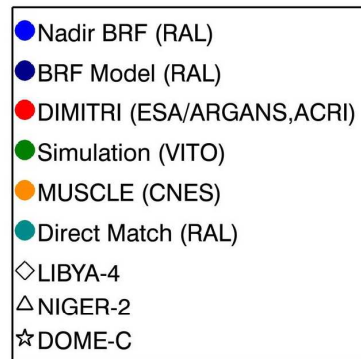 Nadir BRF (RAL)
BRF Model (RAL)
DIMITRI (ESA/ARGANS,ACRI)
Simulation (VITO)
MUSCLE (CNES)
Direct Match (RAL)
LIBYA-4
NIGER-2
DOME-C